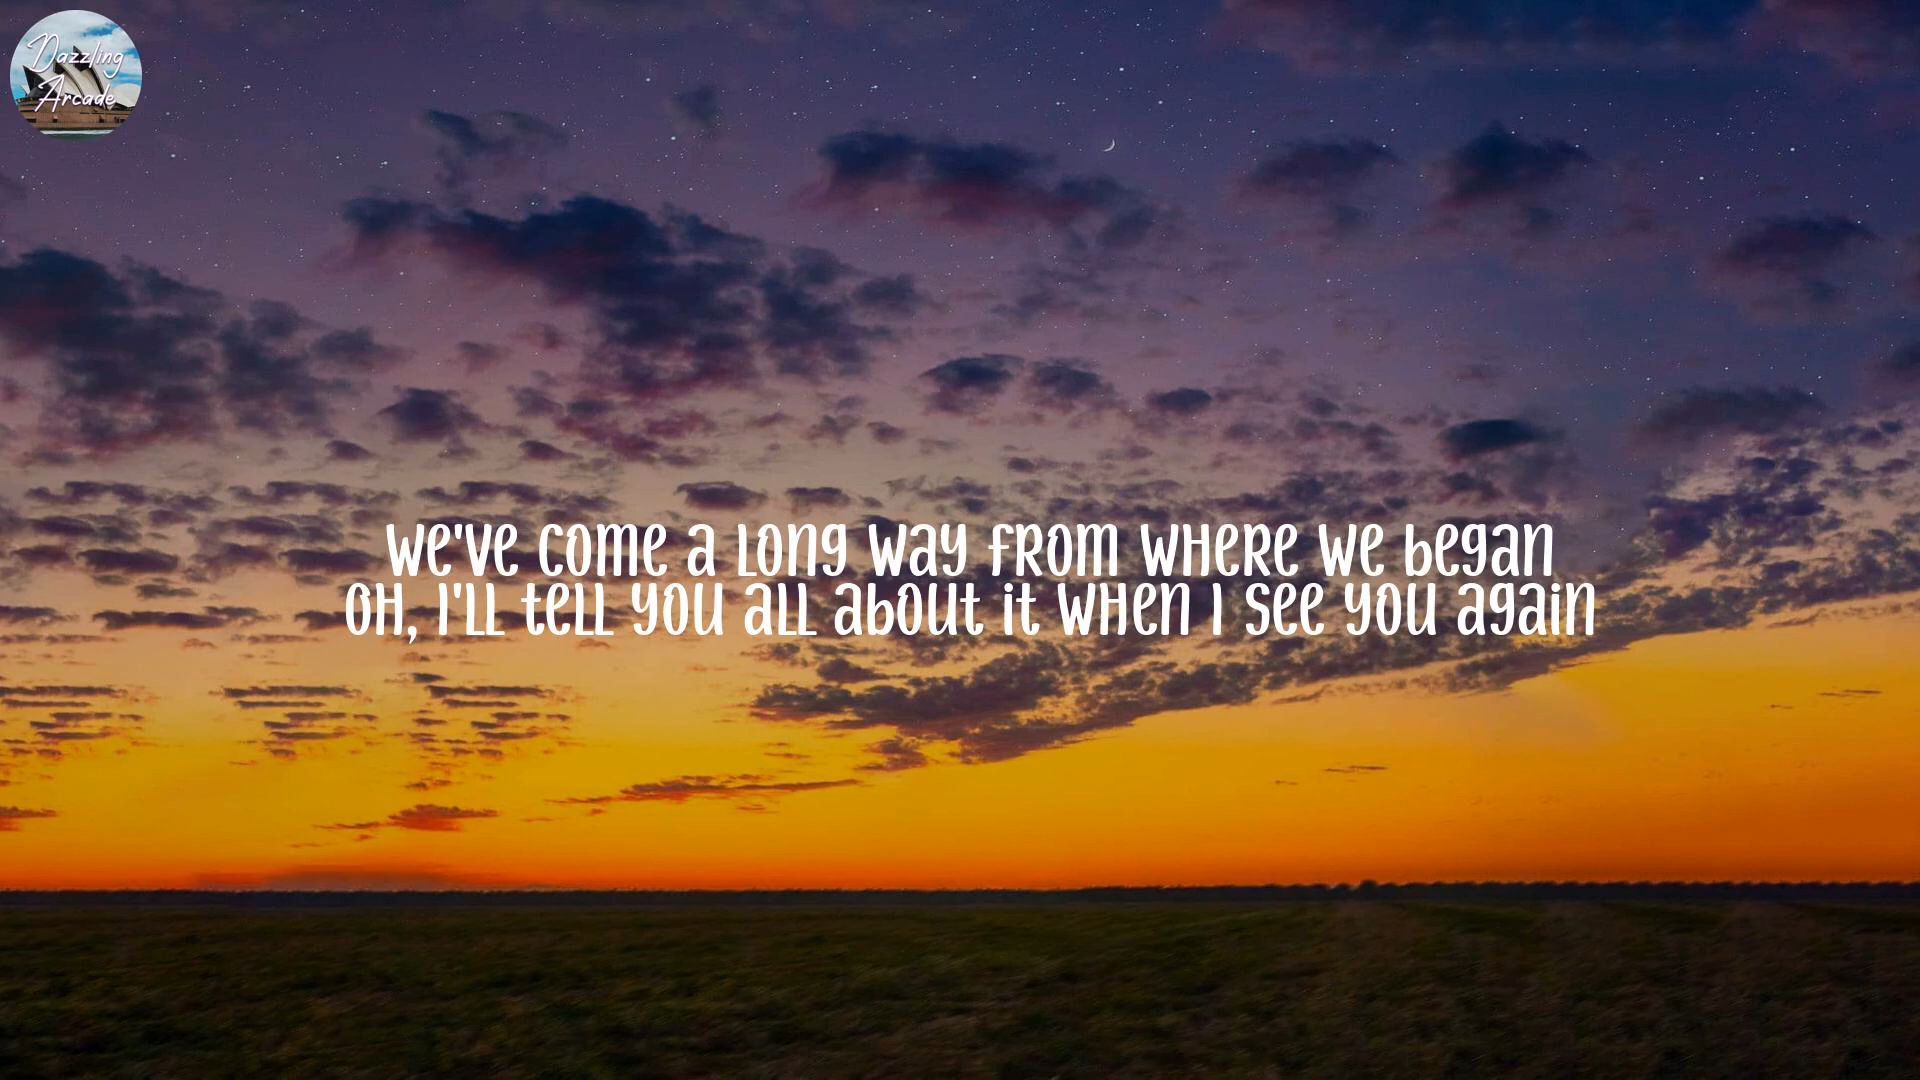 Dazzling
Arcade
we've come a long way from where we began
oh, I'll tell you all about it when I see you again